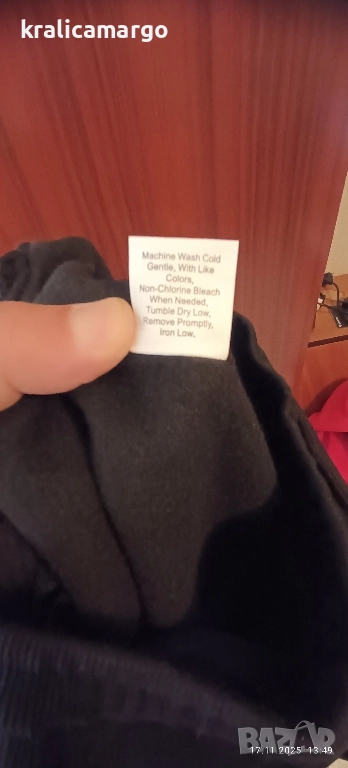 kralicamargo
Machine Wash Cold
Gentle, With Like
Colors,
Non-Chlorine Bleach
When Needed,
Tumble Dry Low,
Remove Promptly,
Iron Low.
BAZAR
17.11.2025 13:49